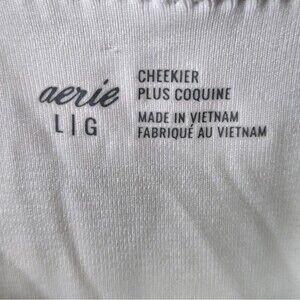 aerie
L|G
CHEEKIER
PLUS COQUINE
MADE IN VIETNAM
FABRIQUÉ AU VIETNAM